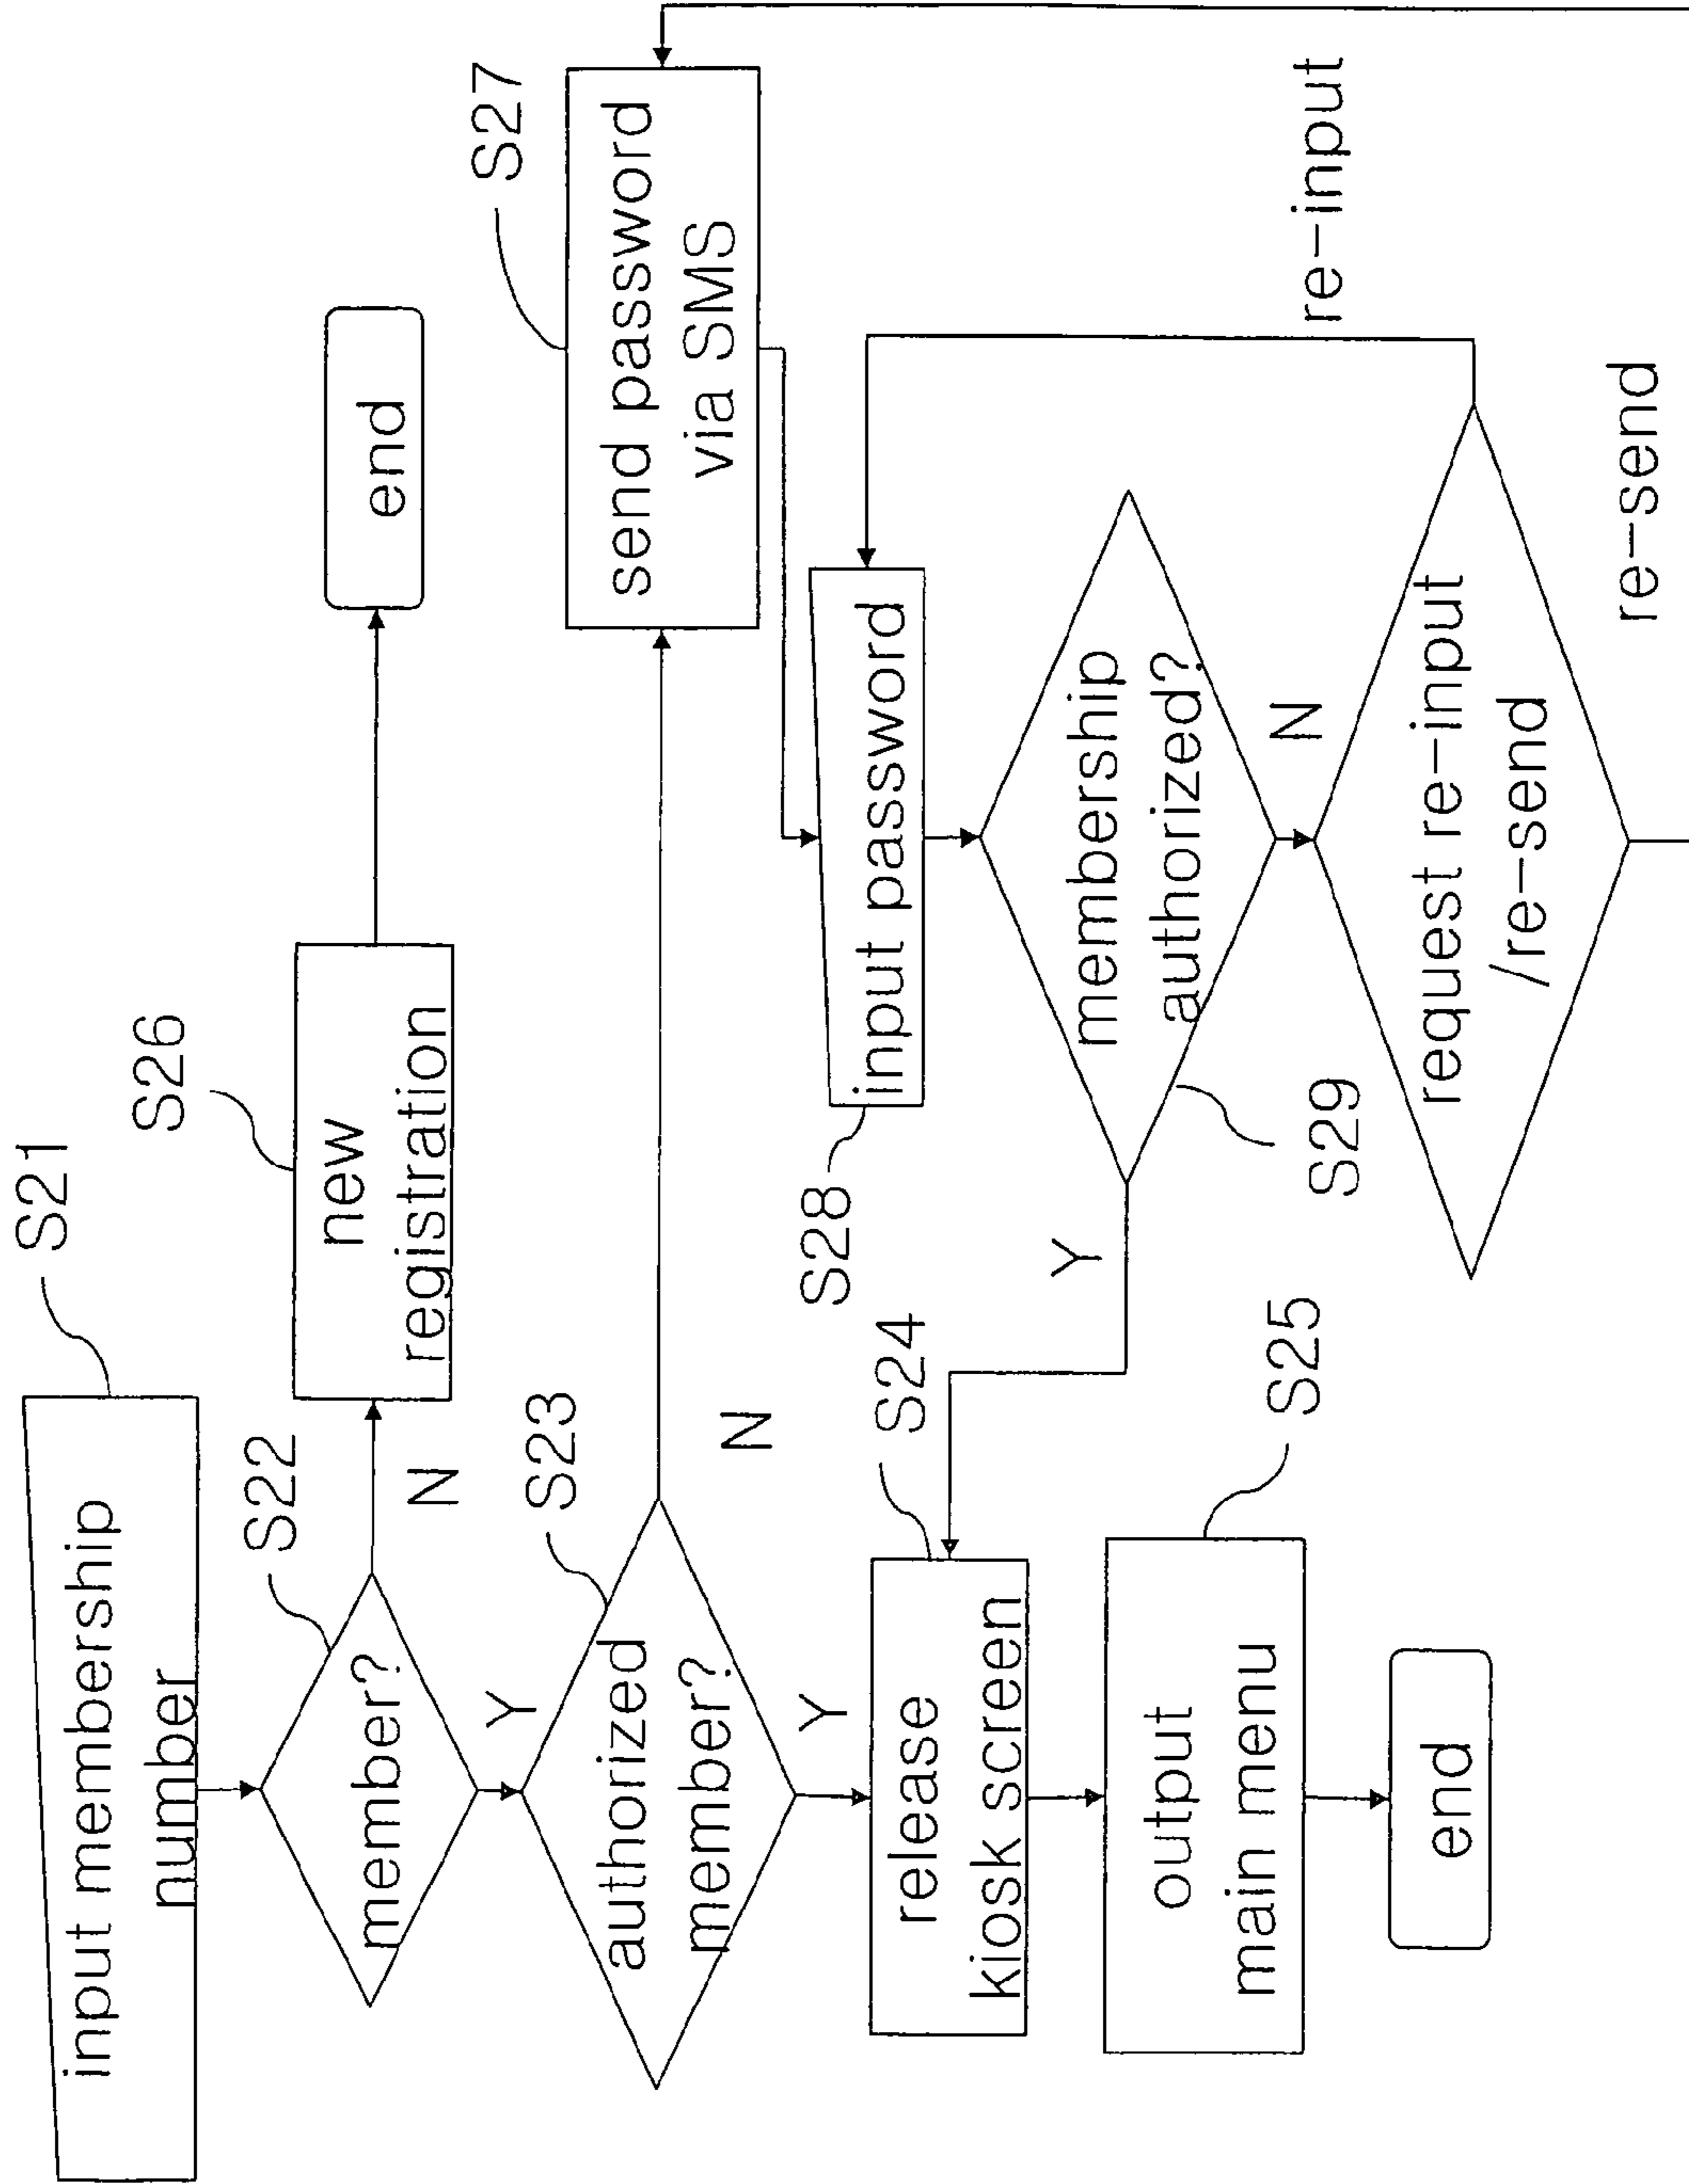 S21
input membership
number
S22
member?
N
S26
new
registration
end
Y
S23
authorized
member?
N
S27
send password
via SMS
Y
S24
release
kiosk screen
S25
output
main menu
end
S28
input password
membership
authorized?
S29
Y
N
request re-input
/re-send
re-input
re-send